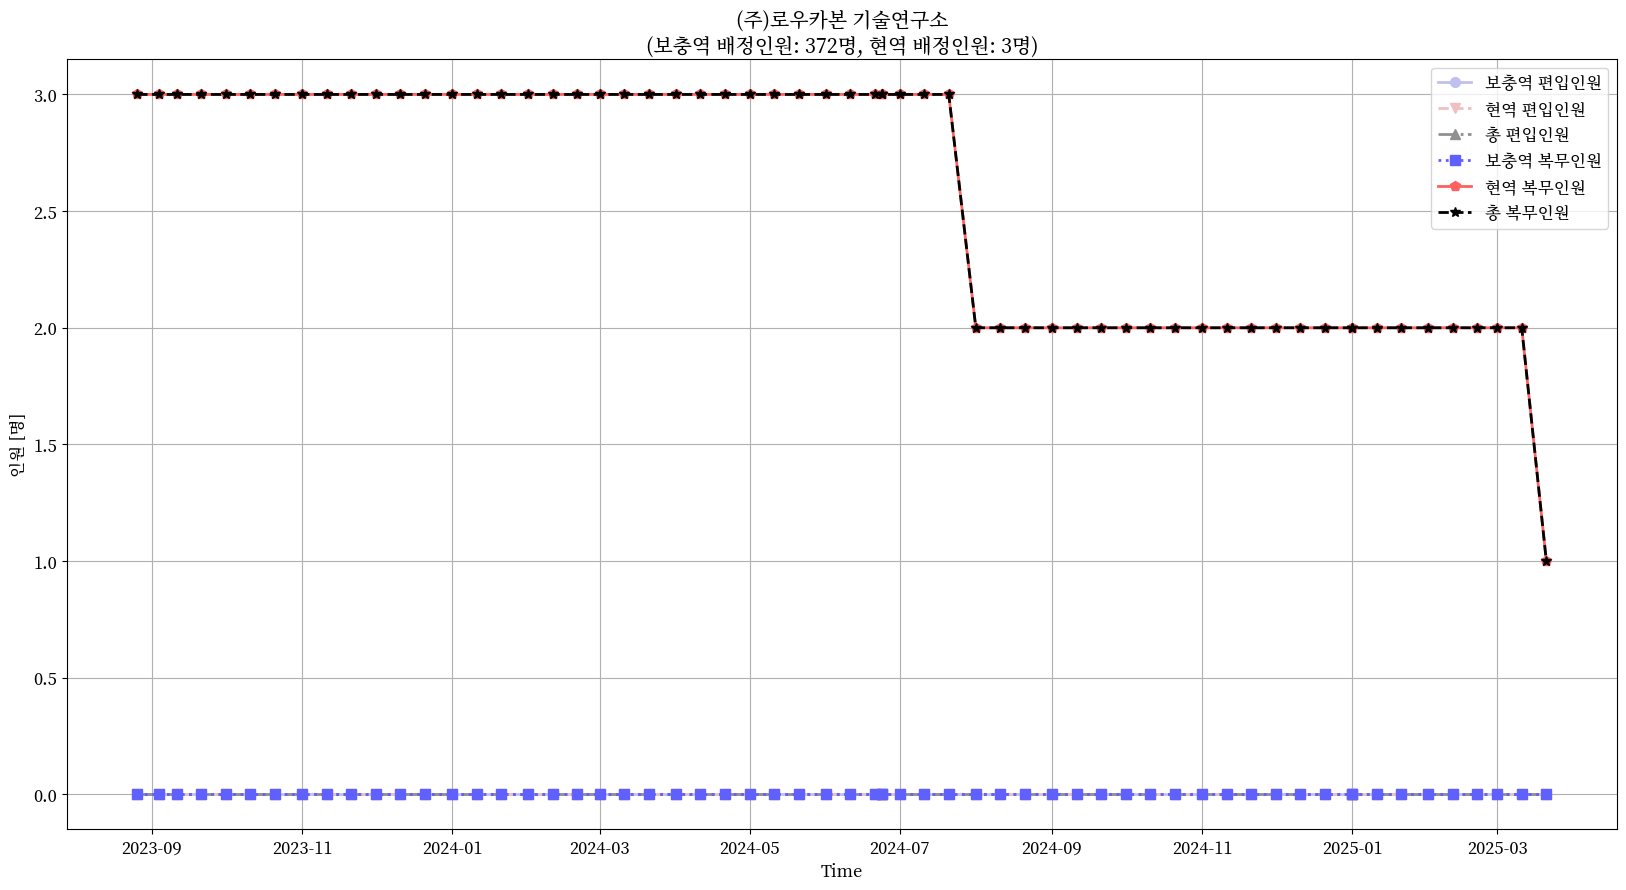 (주)로우카본 기술연구소
(보충역 배정인원: 372명, 현역 배정인원: 3명)
보충역 편입인원
현역 편입인원
총 편입인원
보충역 복무인원
현역 복무인원
총 복무인원
인원 [명]
3.0
2.5
2.0
1.5
1.0
0.5
0.0
2023-09
2023-11
2024-01
2024-03
2024-05
2024-07
2024-09
2024-11
2025-01
2025-03
Time